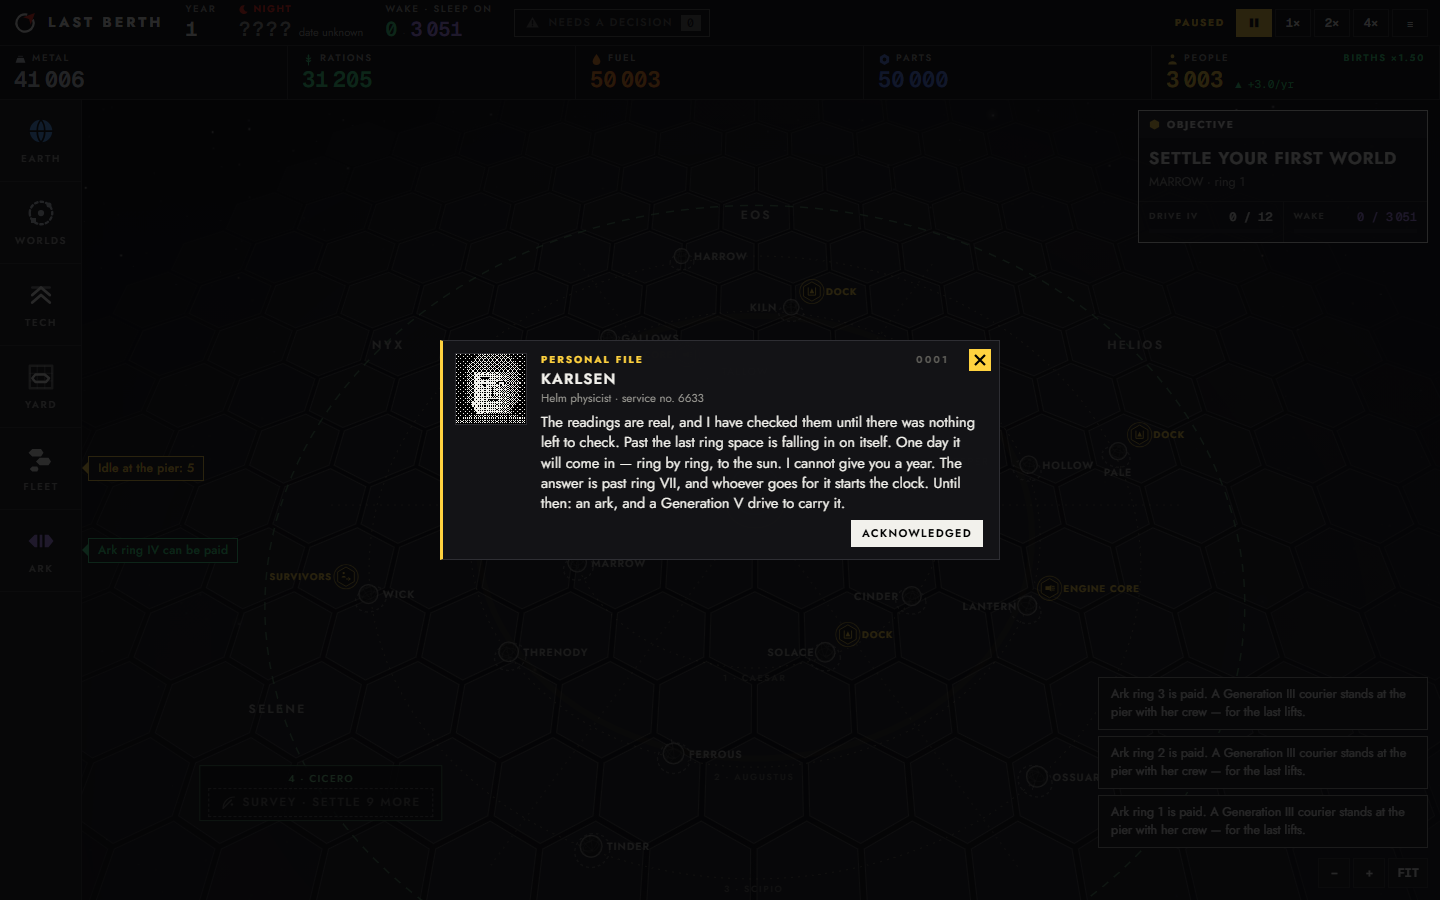 LAST BERTH
YEAR
1
NIGHT
???? date unknown
WAKE · SLEEP ON
0 3 051
NEEDS A DECISION 0
PAUSED
1×
2×
4×
≡
METAL
41 006
RATIONS
31 205
FUEL
50 003
PARTS
50 000
PEOPLE
3 003 ▲ +3.0/yr
BIRTHS ×1.50
EARTH
WORLDS
TECH
YARD
FLEET
ARK
Idle at the pier: 5
Ark ring IV can be paid
OBJECTIVE
SETTLE YOUR FIRST WORLD
MARROW · ring 1
DRIVE IV 0 / 12
WAKE 0 / 3 051
EOS
HARROW
DOCK
KILN
GALLOWS
NYX
HELIOS
PERSONAL FILE
0001
KARLSEN
Helm physicist · service no. 6633
The readings are real, and I have checked them until there was nothing
left to check. Past the last ring space is falling in on itself. One day it
will come in — ring by ring, to the sun. I cannot give you a year. The
answer is past ring VII, and whoever goes for it starts the clock. Until
then: an ark, and a Generation V drive to carry it.
ACKNOWLEDGED
DOCK
HOLLOW
PALE
MARROW
SURVIVORS
WICK
CINDER
LANTERN
ENGINE CORE
DOCK
THRENODY
SOLACE
1 · CAESAR
SELENE
FERROUS
2 · AUGUSTUS
OSSUAR
4 · CICERO
SURVEY · SETTLE 9 MORE
TINDER
3 · SCIPIO
Ark ring 3 is paid. A Generation III courier stands at the
pier with her crew — for the last lifts.
Ark ring 2 is paid. A Generation III courier stands at the
pier with her crew — for the last lifts.
Ark ring 1 is paid. A Generation III courier stands at the
pier with her crew — for the last lifts.
−
+
FIT